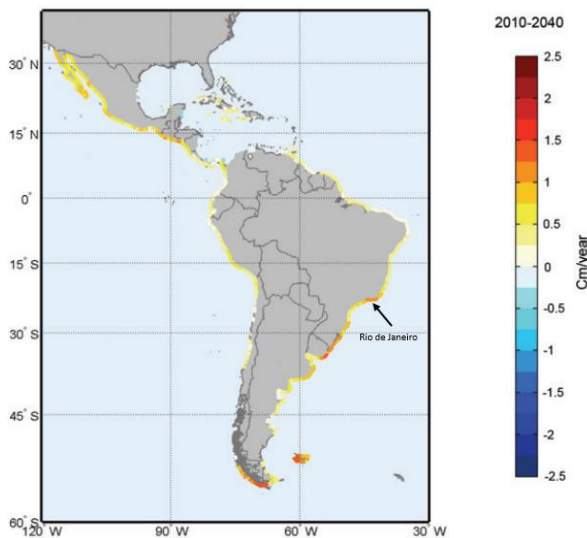 2010-2040
30° N
15° N
0°
15° S
30° S
45° S
60° S
120° W
90° W
60° W
30° W
Rio de Janeiro
2.5
2
1.5
1
0.5
0
-0.5
-1
-1.5
-2
-2.5
Cm/year